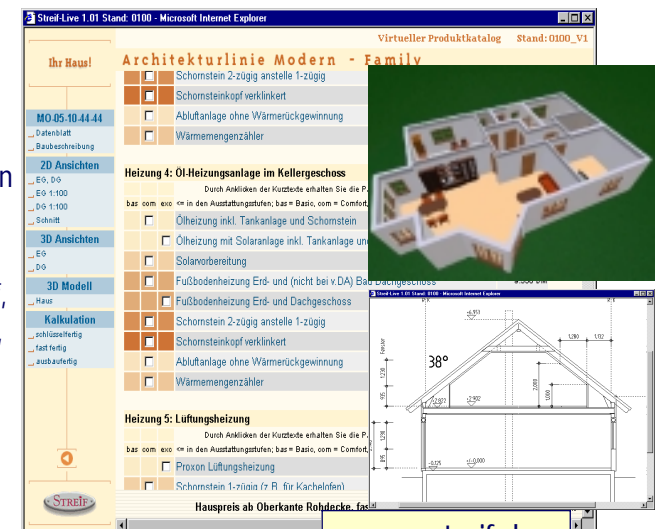 Streif-Live 1.01 Stand: 0100 - Microsoft Internet Explorer
Virtueller Produktkatalog Stand: 0100_V1
Ihr Haus!
Architekturlinie Modern - Family
MO-05-10-44-44
Datenblatt
Baubeschreibung
2D Ansichten
EG, DG
EG 1:100
DG 1:100
Schnitt
3D Ansichten
EG
DG
3D Modell
Haus
Kalkulation
schlüsselfertig
fast fertig
ausbaufertig
STREIF
Schornstein 2-zügig anstelle 1-zügig
Schornsteinkopf verklinkert
Abluftanlage ohne Wärmerückgewinnung
Wärmemengenzähler
Heizung 4: Öl-Heizungsanlage im Kellergeschoss
Durch Anklicken der Kurztexte erhalten Sie die
bas com exo <= in den Ausstattungsstufen; bas = Basic, com = Comfort,
Ölheizung inkl. Tankanlage und Schornstein
Ölheizung mit Solaranlage inkl. Tankanlage
Solarvorbereitung
Fußbodenheizung Erd- und (nicht bei v.DA) Bad Dachgeschoss
Fußbodenheizung Erd- und Dachgeschoss
Schornstein 2-zügig anstelle 1-zügig
Schornsteinkopf verklinkert
Abluftanlage ohne Wärmerückgewinnung
Wärmemengenzähler
Heizung 5: Lüftungsheizung
Durch Anklicken der Kurztexte erhalten Sie die
bas com exo <= in den Ausstattungsstufen; bas = Basic, com = Comfort,
Proxon Lüftungsheizung
Schornstein 1-zügig (z.B. für Kachelofen)
Hauspreis ab Oberkante Rohdecke,
Streif-Live 1.01 Stand: 0100 - Microsoft Internet Explorer
38°